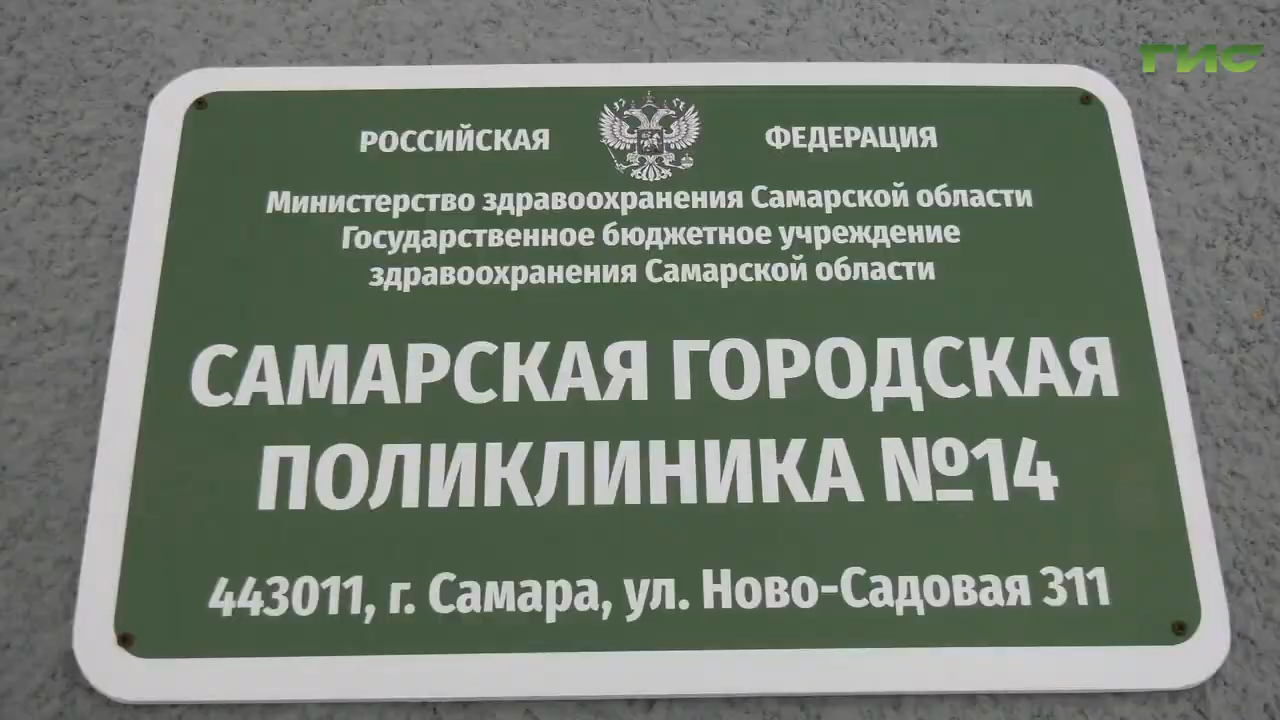 ГИС
РОССИЙСКАЯ ФЕДЕРАЦИЯ
Министерство здравоохранения Самарской области
Государственное бюджетное учреждение
здравоохранения Самарской области
САМАРСКАЯ ГОРОДСКАЯ
ПОЛИКЛИНИКА №14
443011, г. Самара, ул. Ново-Садовая 311